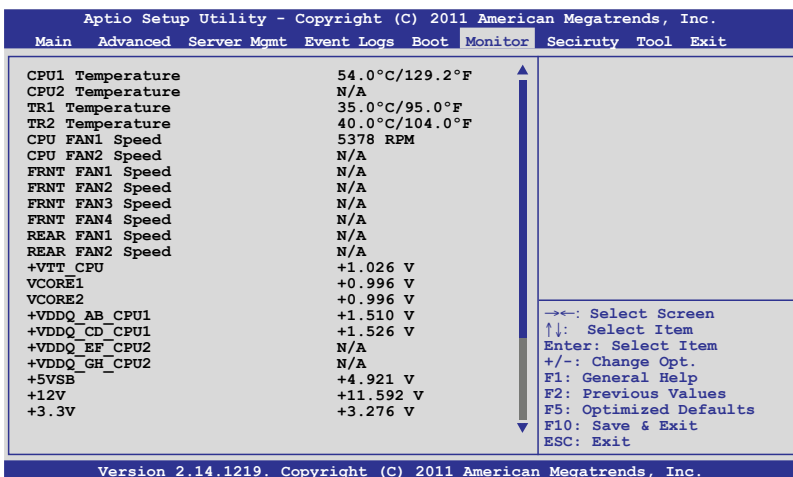 Aptio Setup Utility - Copyright (C) 2011 American Megatrends, Inc.
Main Advanced Server Mgmt Event Logs Boot Monitor Seciruty Tool Exit
CPU1 Temperature 54.0°C/129.2°F
CPU2 Temperature N/A
TR1 Temperature 35.0°C/95.0°F
TR2 Temperature 40.0°C/104.0°F
CPU FAN1 Speed 5378 RPM
CPU FAN2 Speed N/A
FRNT FAN1 Speed N/A
FRNT FAN2 Speed N/A
FRNT FAN3 Speed N/A
FRNT FAN4 Speed N/A
REAR FAN1 Speed N/A
REAR FAN2 Speed N/A
+VTT_CPU +1.026 V
VCORE1 +0.996 V
VCORE2 +0.996 V
+VDDQ_AB_CPU1 +1.510 V
+VDDQ_CD_CPU1 +1.526 V
+VDDQ_EF_CPU2 N/A
+VDDQ_GH_CPU2 N/A
+5VSB +4.921 V
+12V +11.592 V
+3.3V +3.276 V
→←: Select Screen
↑↓: Select Item
Enter: Select Item
+/-: Change Opt.
F1: General Help
F2: Previous Values
F5: Optimized Defaults
F10: Save & Exit
ESC: Exit
Version 2.14.1219. Copyright (C) 2011 American Megatrends, Inc.